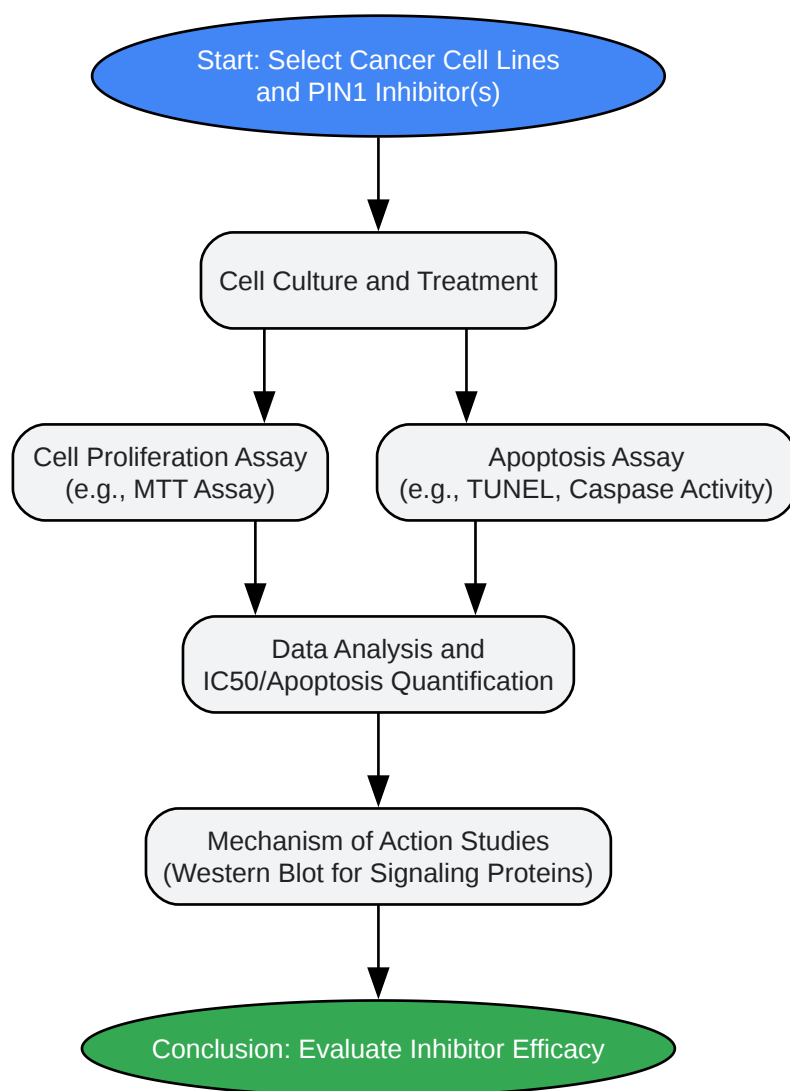 Start: Select Cancer Cell Lines
and PIN1 Inhibitor(s)
Cell Culture and Treatment
Cell Proliferation Assay
(e.g., MTT Assay)
Apoptosis Assay
(e.g., TUNEL, Caspase Activity)
Data Analysis and
IC50/Apoptosis Quantification
Mechanism of Action Studies
(Western Blot for Signaling Proteins)
Conclusion: Evaluate Inhibitor Efficacy